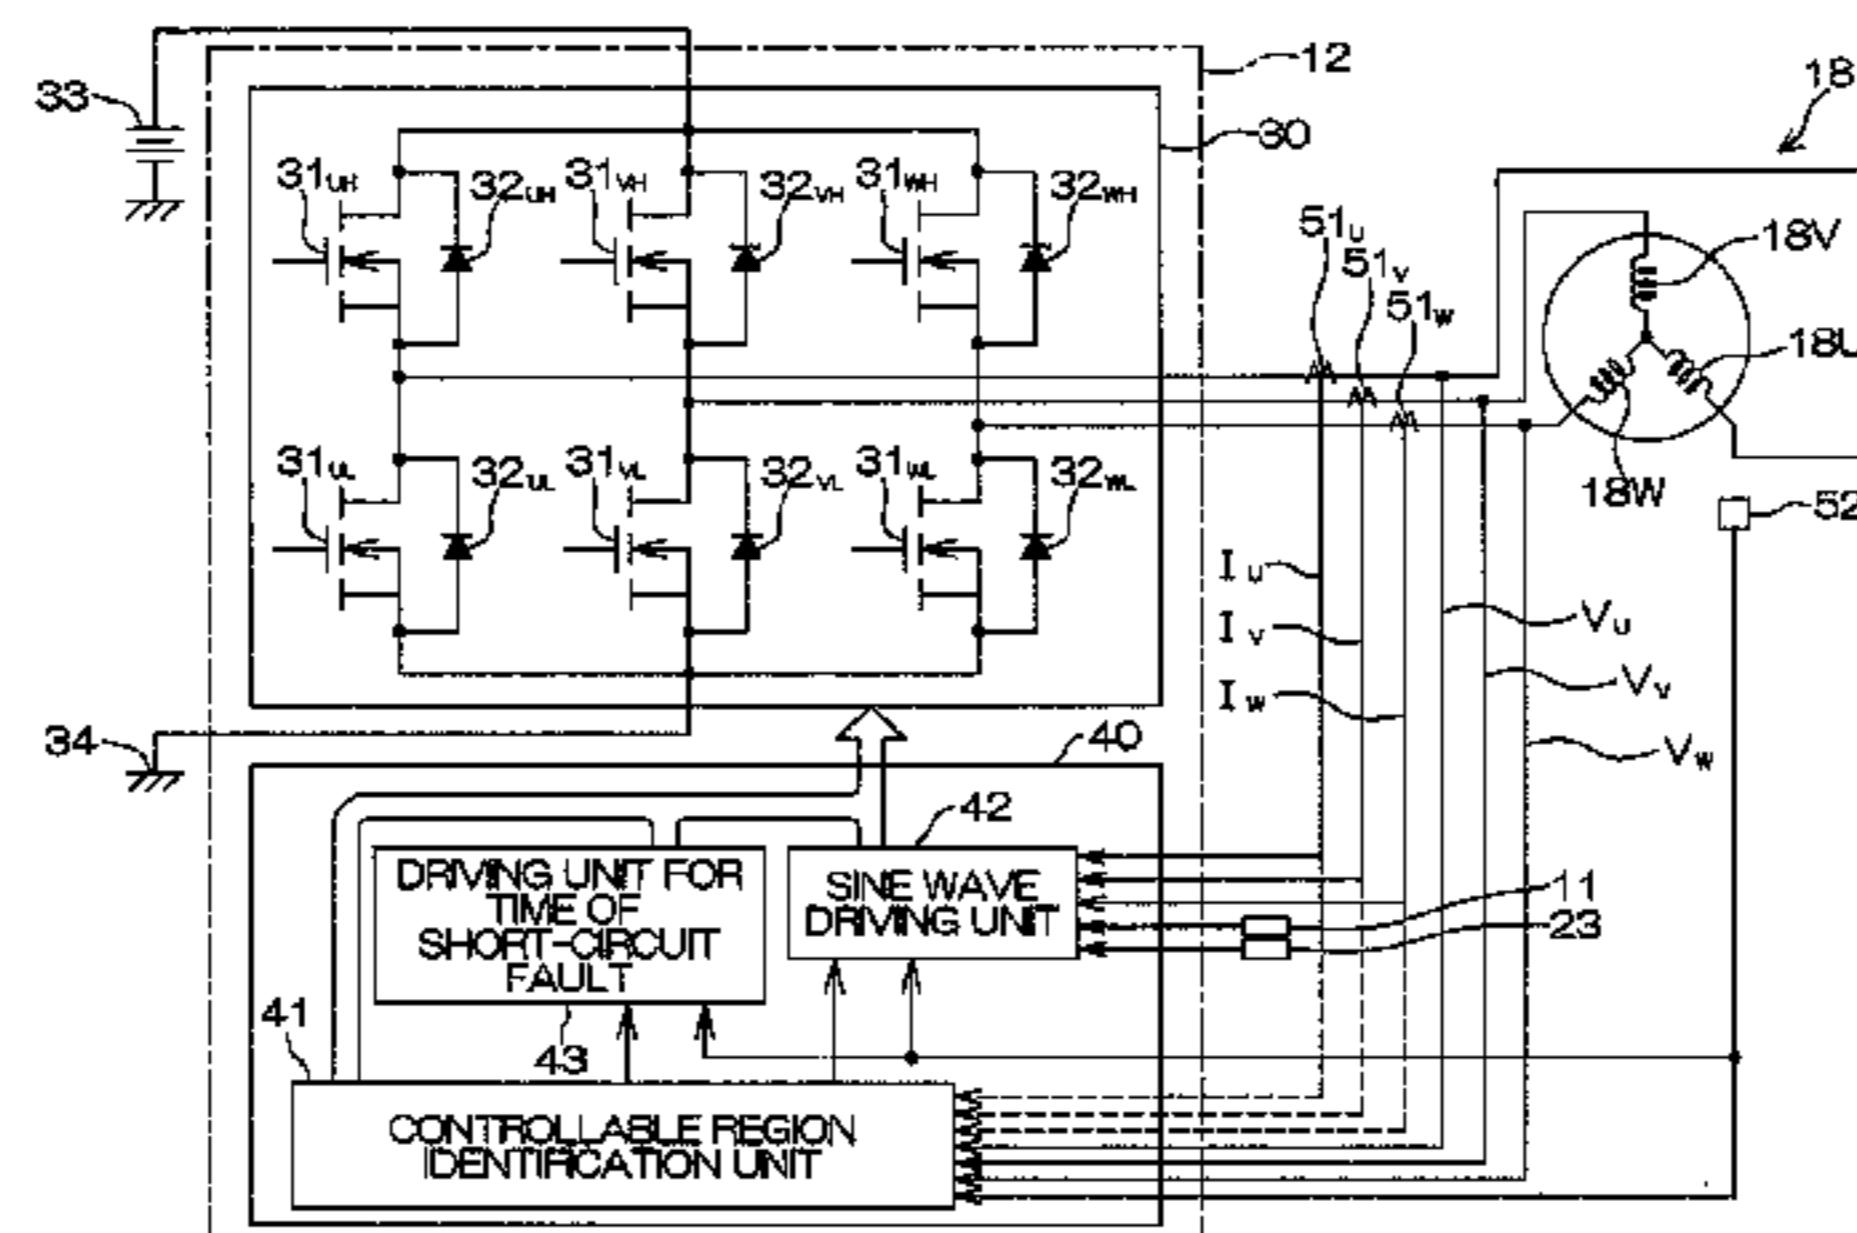 12
18
33
30
31UH
32UH
31VH
32VH
31WH
32WH
51U
51V
51W
18V
18U
18W
31UL
32UL
31VL
32VL
31WL
32WL
52
IU
IV
IW
VU
VV
VW
34
40
42
DRIVING UNIT FOR
TIME OF
SHORT-CIRCUIT
FAULT
SINE WAVE
DRIVING UNIT
11
23
41
43
CONTROLLABLE REGION
IDENTIFICATION UNIT